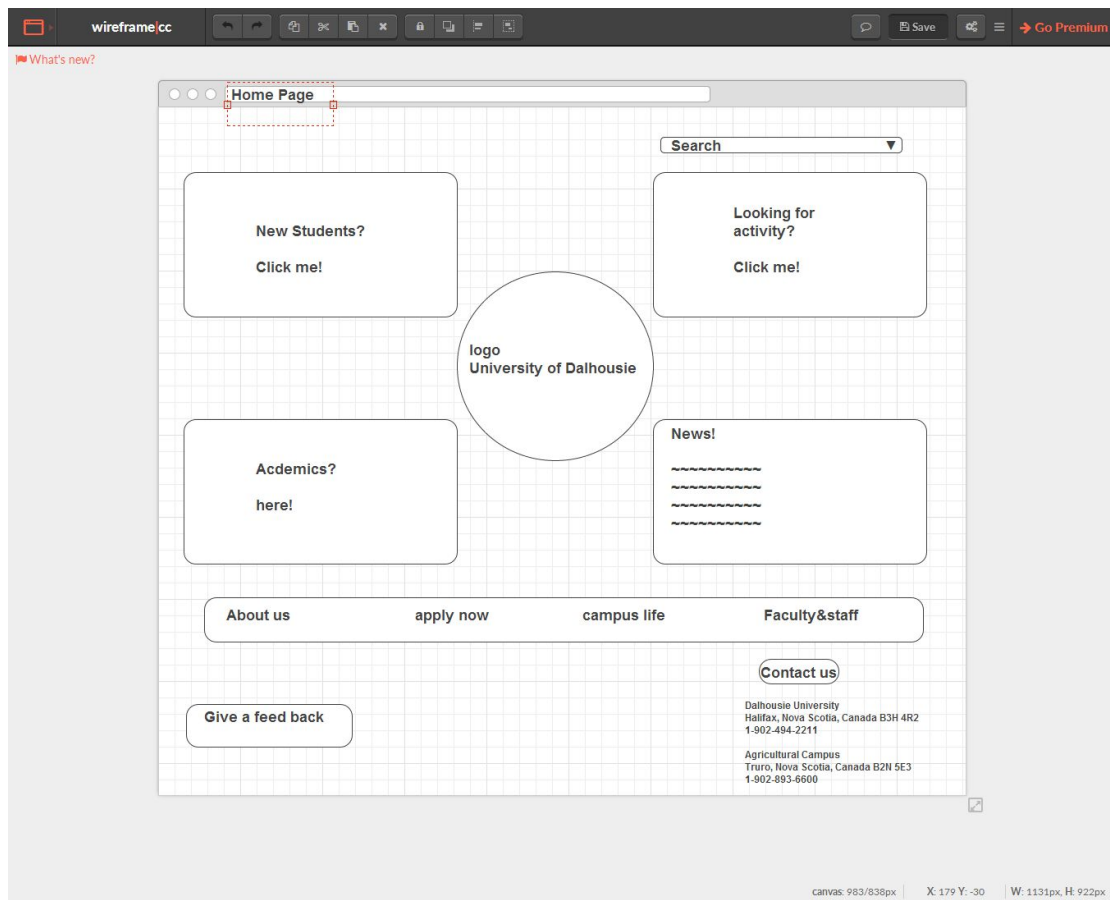 wireframe|cc
Save
Go Premium
What's new?
Home Page
Search
New Students?
Click me!
Looking for
activity?
Click me!
logo
University of Dalhousie
Acdemics?
here!
News!
~~~~~~~~~~
~~~~~~~~~~
~~~~~~~~~~
~~~~~~~~~~
About us apply now campus life Faculty&staff
Contact us
Give a feed back
Dalhousie University
Halifax, Nova Scotia, Canada B3H 4R2
1-902-494-2211
Agricultural Campus
Truro, Nova Scotia, Canada B2N 5E3
1-902-893-6600
canvas: 983/838px X: 179 Y: -30 W: 1131px, H: 922px